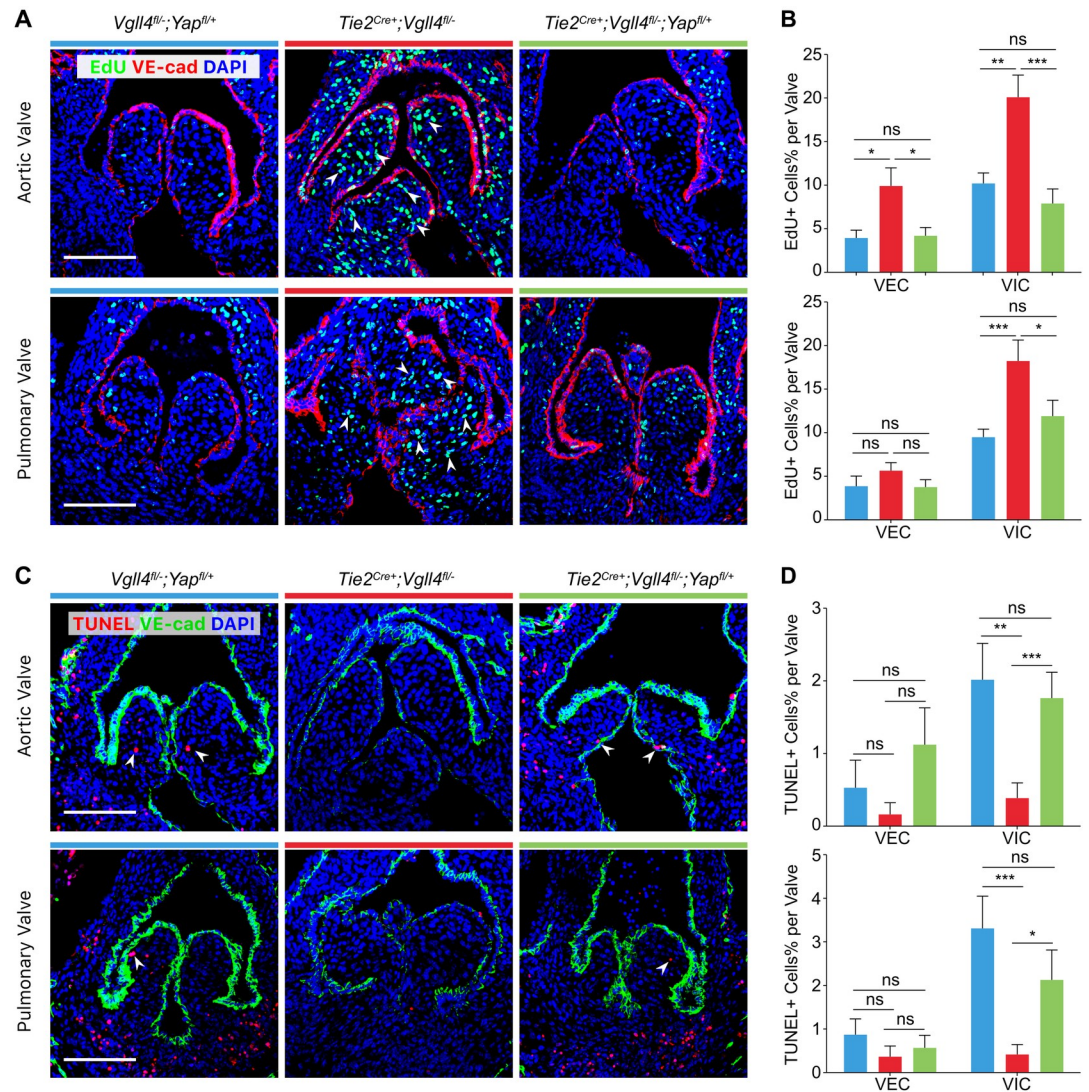 A
Vgll4fl/-;Yapfl/+
Tie2Cre+;Vgll4fl/-
Tie2Cre+;Vgll4fl/-;Yapfl/+
EdU VE-cad DAPI
Aortic Valve
Pulmonary Valve
B
25
20
15
10
5
0
EdU+ Cells% per Valve
ns
* *
ns
** ***
VEC VIC
25
20
15
10
5
0
EdU+ Cells% per Valve
ns
ns ns
ns
*** *
VEC VIC
C
Vgll4fl/-;Yapfl/+
Tie2Cre+;Vgll4fl/-
Tie2Cre+;Vgll4fl/-;Yapfl/+
TUNEL VE-cad DAPI
Aortic Valve
Pulmonary Valve
D
3
2
1
0
TUNEL+ Cells% per Valve
ns
ns
ns
ns
**
***
VEC VIC
5
4
3
2
1
0
TUNEL+ Cells% per Valve
ns
ns
ns
ns
***
*
VEC VIC